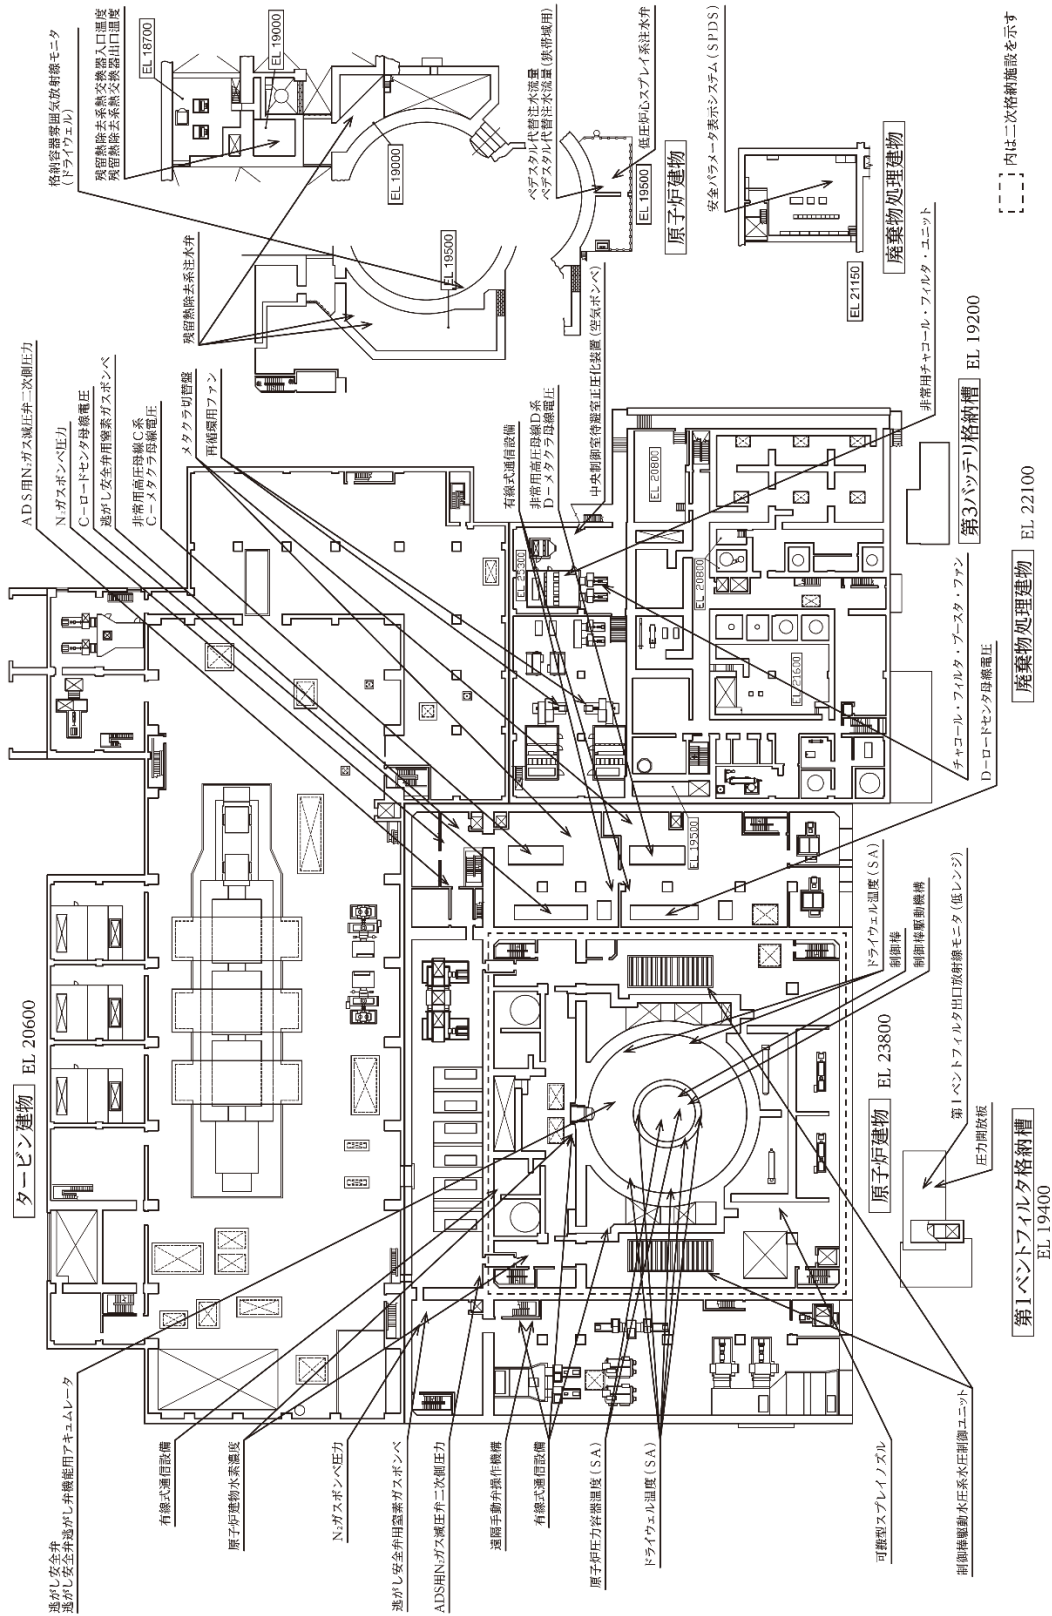 ADS用N₂ガス減圧弁二次側圧力
N₂ガスボンベ圧力
C－ロードセンタ母線電圧
逃がし安全弁用窒素ガスボンベ
非常用高圧母線C系
C－メタクラ母線電圧
メタクラ切替盤
再循環用ファン
残留熱除去系注水弁
格納容器雰囲気放射線モニタ
(ドライウェル)
残留熱除去系熱交換器入口温度
残留熱除去系熱交換器出口温度
EL 18700
EL 19000
EL 19000
EL 19500
ペデスタル代替注水流量
ペデスタル代替注水流量(狭帯域用)
低圧炉心スプレイ系注水弁
EL 19500
原子炉建物
安全パラメータ表示システム(SPDS)
EL 21150
廃棄物処理建物
内は二次格納施設を示す
有線式通信設備
非常用高圧母線D系
D－メタクラ母線電圧
中央制御室待避室正圧化装置(空気ボンベ)
非常用チャコール・フィルタ・ユニット
EL 20800
EL 25300
EL 20800
EL 21600
EL 19500
第3バッテリ格納槽 EL 19200
廃棄物処理建物 EL 22100
チャコール・フィルタ・ブースタ・ファン
D－ロードセンタ母線電圧
タービン建物 EL 20600
ドライウェル温度(SA)
制御棒
制御棒駆動機構
原子炉建物 EL 23800
第1ベントフィルタ出口放射線モニタ(低レンジ)
圧力開放板
第1ベントフィルタ格納槽
EL 19400
逃がし安全弁
逃がし安全弁逃がし弁機能用アキュムレータ
有線式通信設備
原子炉建物水素濃度
N₂ガスボンベ圧力
逃がし安全弁用窒素ガスボンベ
ADS用N₂ガス減圧弁二次側圧力
遠隔手動弁操作機構
有線式通信設備
原子炉圧力容器温度(SA)
ドライウェル温度(SA)
可搬型スプレイノズル
制御棒駆動水圧系水圧制御ユニット